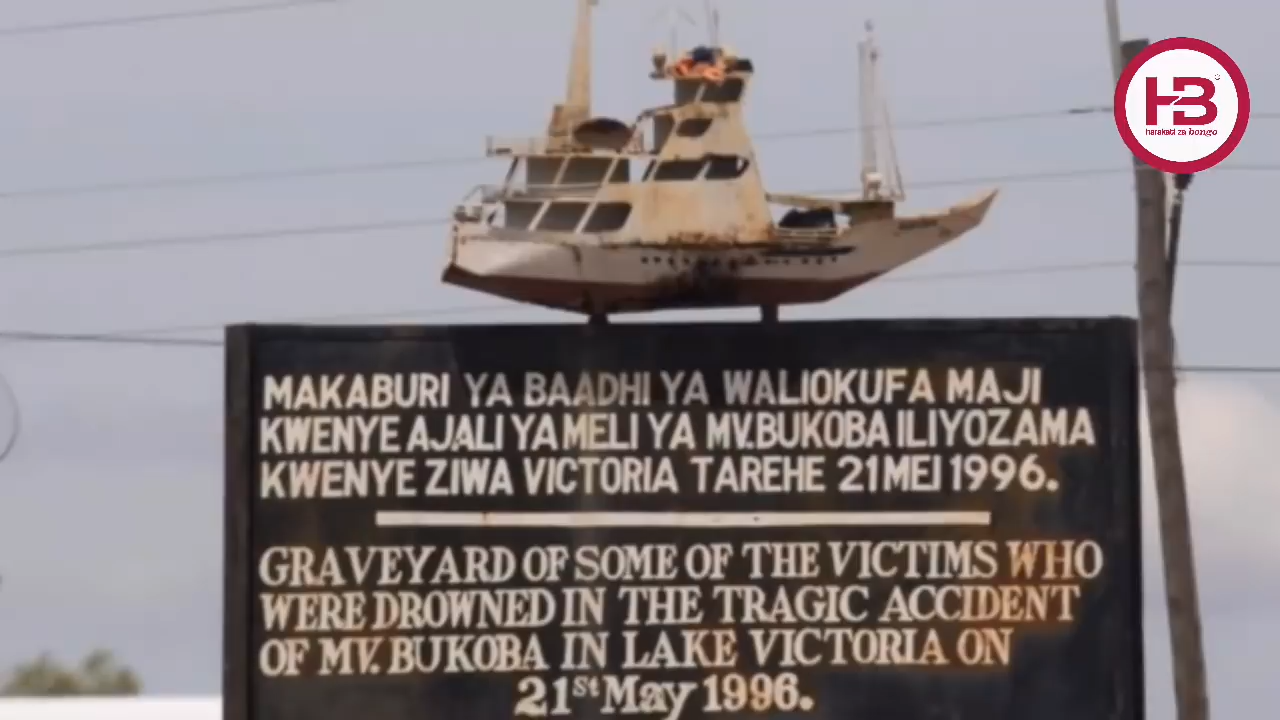 HB
harakati za bongo
MAKABURI YA BAADHI YA WALIOKUFA MAJI
KWENYE AJALI YA MELI YA MV.BUKOBA ILIYOZAMA
KWENYE ZIWA VICTORIA TAREHE 21 MEI 1996.
GRAVEYARD OF SOME OF THE VICTIMS WHO
WERE DROWNED IN THE TRAGIC ACCIDENT
OF MV. BUKOBA IN LAKE VICTORIA ON
21st May 1996.